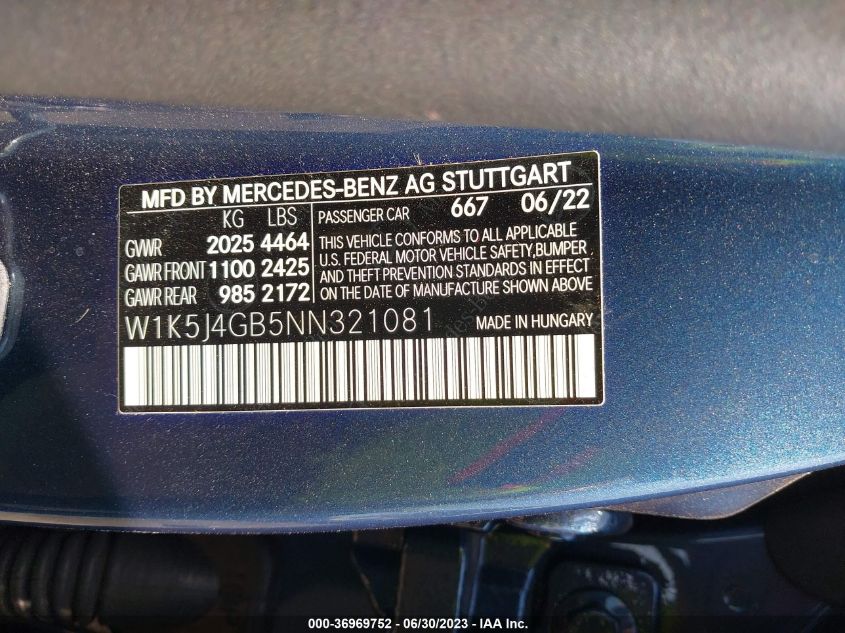 MFD BY MERCEDES-BENZ AG STUTTGART
KG LBS
GVWR 2025 4464
GAWR FRONT 1100 2425
GAWR REAR 985 2172
PASSENGER CAR 667 06/22
THIS VEHICLE CONFORMS TO ALL APPLICABLE
U.S. FEDERAL MOTOR VEHICLE SAFETY, BUMPER
AND THEFT PREVENTION STANDARDS IN EFFECT
ON THE DATE OF MANUFACTURE SHOWN ABOVE
W1K5J4GB5NN321081 MADE IN HUNGARY
000-36969752 - 06/30/2023 - IAA Inc.